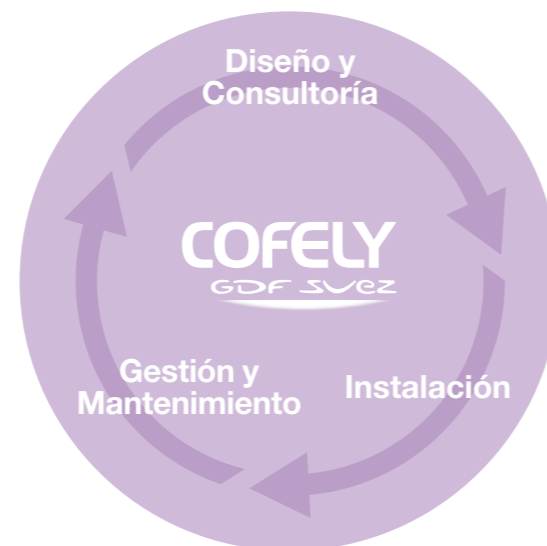 Diseño y
Consultoría
COFELY
GDF SUEZ
Gestión y
Mantenimiento
Instalación